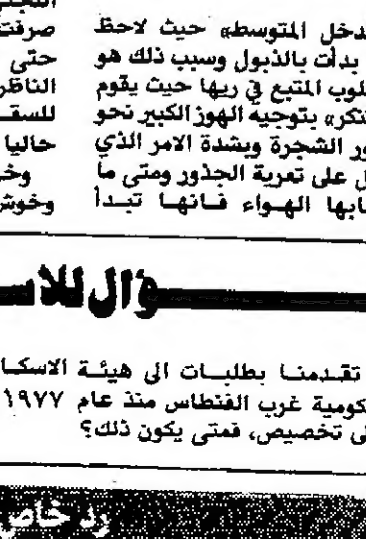 دخل المتوسط» حيث لاحظ
بدأت بالذبول وسبب ذلك هو
لوب المتبع في ريها حيث يقوم
نكر» بتوجيه الهوز الكبير نحو
ور الشجرة وبشدة الامر الذي
ل على تعرية الجذور ومتى ما
ابها الهواء فانها تبدأ
صرفت
حتى
الناظر
للسقـ
حاليا
وخر
وخوش
ؤال للاسـ
تقدمنا بطلبات الى هيئة الاسكا
كومية غرب الفنطاس منذ عام ١٩٧٧
ى تخصيص، فمتى يكون ذلك؟
رد خاص